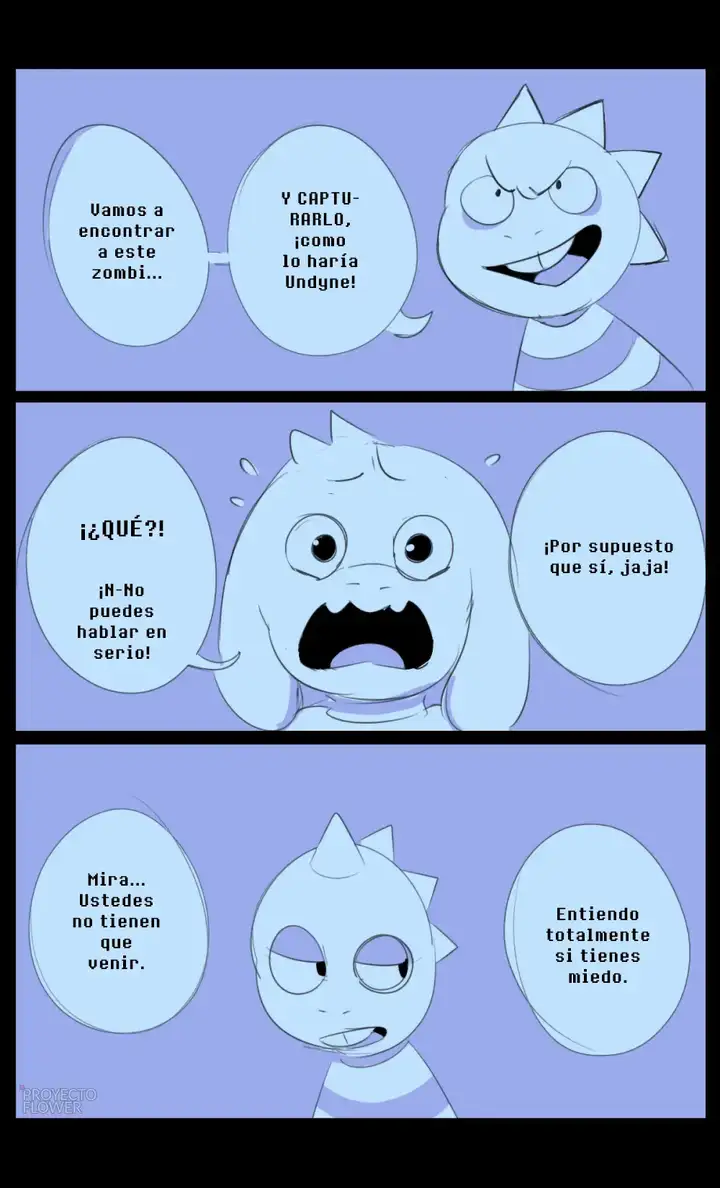 Vamos a
encontrar
a este
zombi...
Y CAPTU-
RARLO,
¡como
lo haría
Undyne!
¡¿QUÉ?!
¡N-No
puedes
hablar en
serio!
¡Por supuesto
que sí, jaja!
Mira...
Ustedes
no tienen
que
venir.
Entiendo
totalmente
si tienes
miedo.
PROYECTO
FLOWER